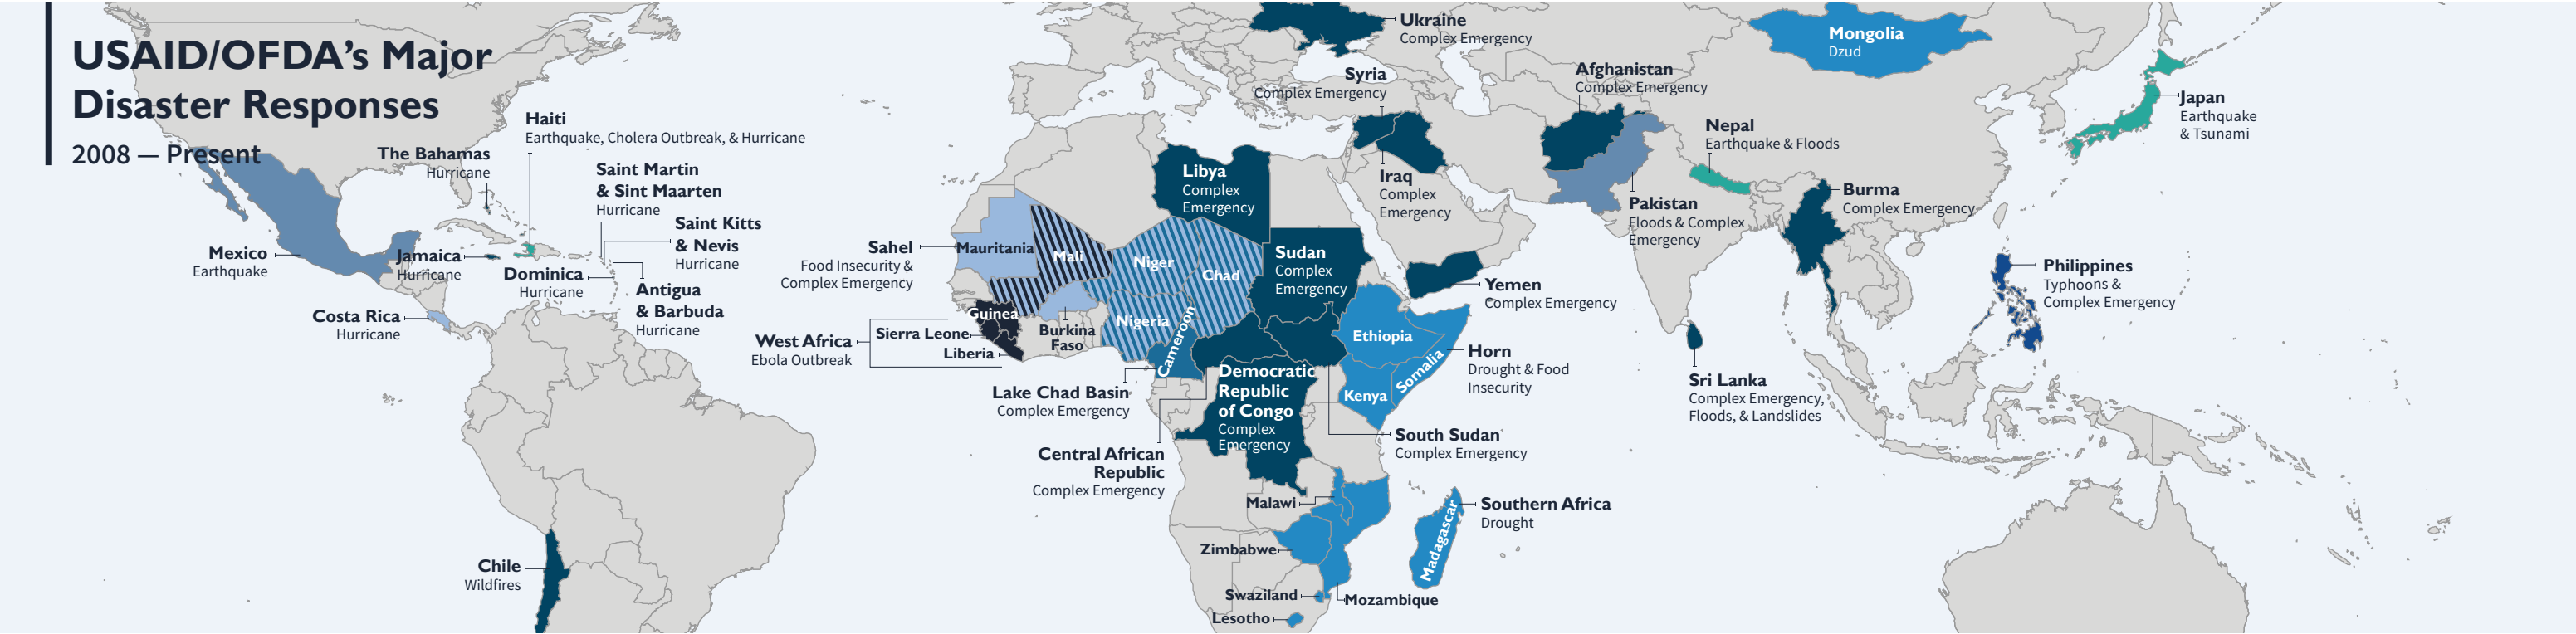 USAID/OFDA's Major
Disaster Responses
2008 — Present
Haiti
Earthquake, Cholera Outbreak, & Hurricane
The Bahamas
Hurricane
Saint Martin
& Sint Maarten
Hurricane
Saint Kitts
& Nevis
Hurricane
Mexico
Earthquake
Jamaica
Hurricane
Dominica
Hurricane
Antigua
& Barbuda
Hurricane
Costa Rica
Hurricane
Chile
Wildfires
Ukraine
Complex Emergency
Syria
Complex Emergency
Iraq
Complex
Emergency
Libya
Complex
Emergency
Sahel
Food Insecurity &
Complex Emergency
Mauritania
Mali
Niger
Chad
Sudan
Complex
Emergency
Yemen
Complex Emergency
Guinea
Sierra Leone
Liberia
West Africa
Ebola Outbreak
Burkina
Faso
Nigeria
Cameroon
Lake Chad Basin
Complex Emergency
Ethiopia
Somalia
Kenya
Horn
Drought & Food
Insecurity
Democratic
Republic
of Congo
Complex
Emergency
Central African
Republic
Complex Emergency
South Sudan
Complex Emergency
Malawi
Zimbabwe
Swaziland
Lesotho
Mozambique
Madagascar
Southern Africa
Drought
Afghanistan
Complex Emergency
Pakistan
Floods & Complex
Emergency
Mongolia
Dzud
Nepal
Earthquake & Floods
Burma
Complex Emergency
Sri Lanka
Complex Emergency,
Floods, & Landslides
Japan
Earthquake
& Tsunami
Philippines
Typhoons &
Complex Emergency